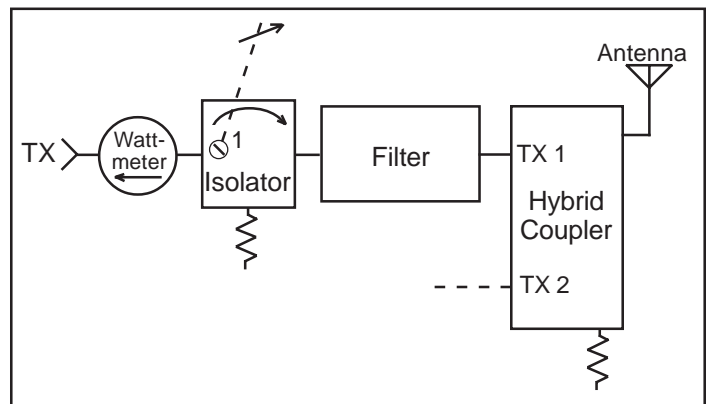 Antenna
TX
Watt-
meter
1
Isolator
Filter
TX 1
Hybrid
Coupler
TX 2